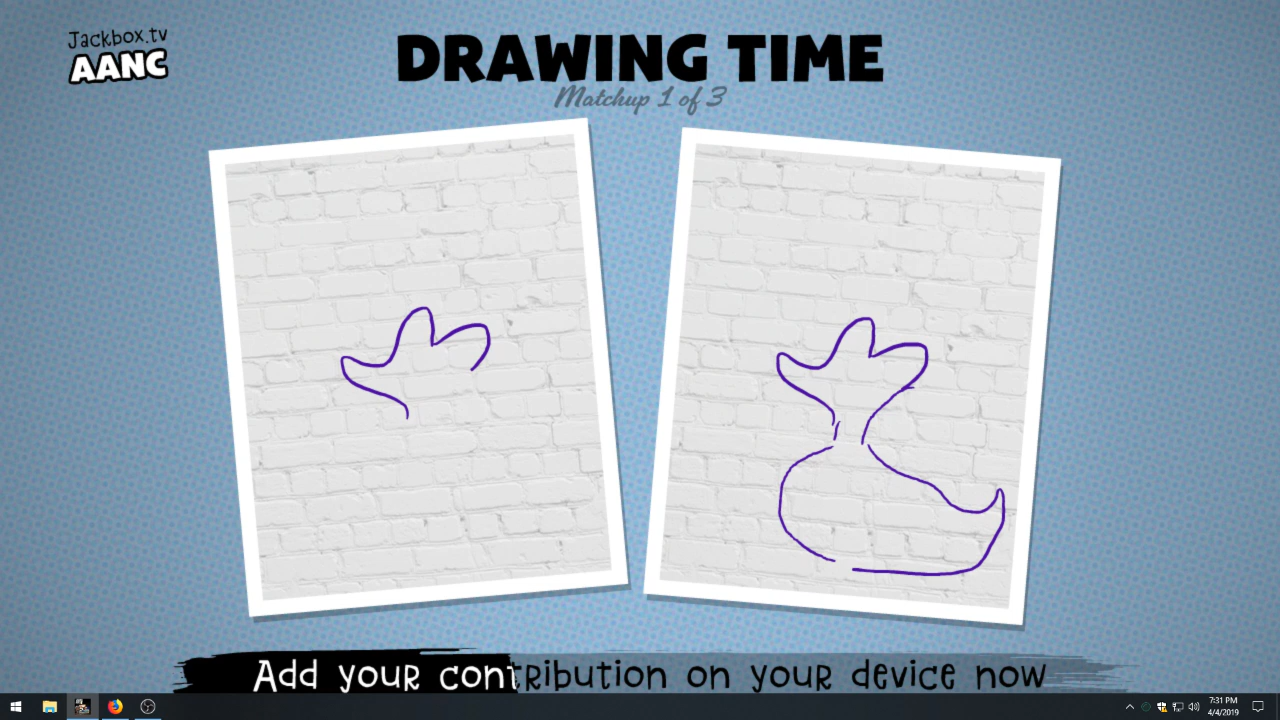 Jackbox.tv
AANC
DRAWING TIME
Matchup 1 of 3
Add your contribution on your device now
7:31 PM
4/4/2019